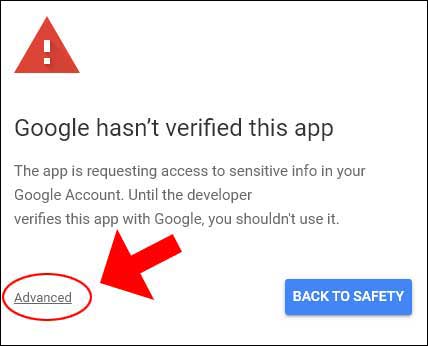 Google hasn't verified this app
The app is requesting access to sensitive info in your
Google Account. Until the developer
verifies this app with Google, you shouldn't use it.
Advanced
BACK TO SAFETY